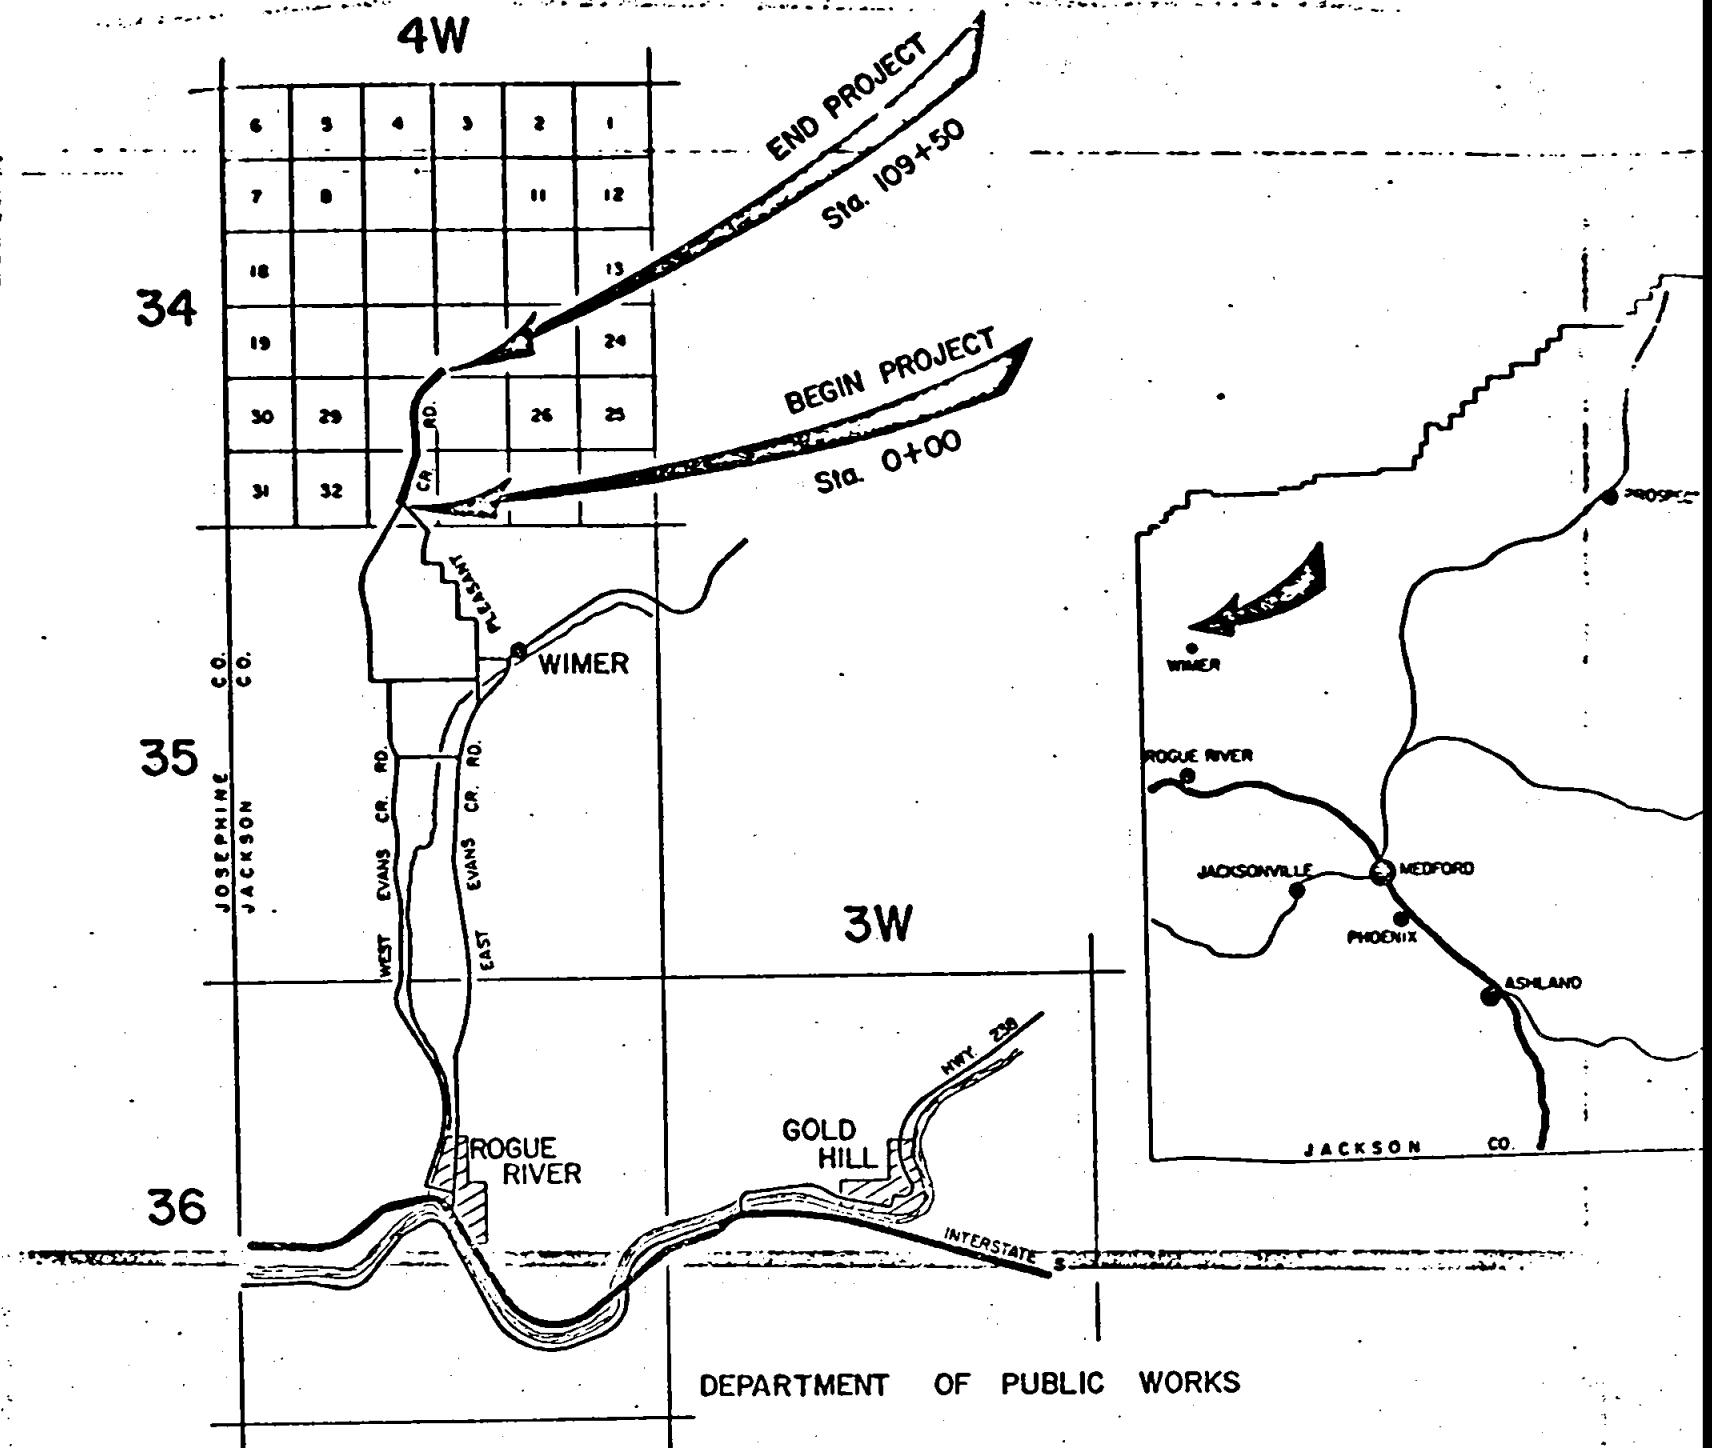 4W
END PROJECT
Sta. 109+50
6 5 4 3 2 1
7 8 11 12
18 13
34
19 24
BEGIN PROJECT
Sta. 0+00
30 29 RD. 26 25
31 32 CR.
PLEASANT
WIMER
JOSEPHINE CO.
JACKSON CO.
35
WEST EVANS CR. RD.
EAST EVANS CR. RD.
3W
HWY. 238
GOLD
HILL
ROGUE
RIVER
36
INTERSTATE 5
DEPARTMENT OF PUBLIC WORKS
PROSPEC
WIMER
ROGUE RIVER
JACKSONVILLE
MEDFORD
PHOENIX
ASHLAND
JACKSON CO.